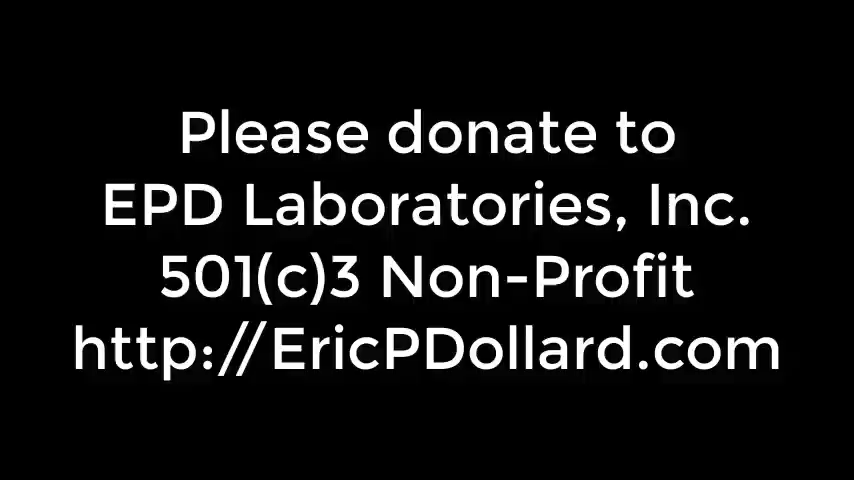 Please donate to
EPD Laboratories, Inc.
501(c)3 Non-Profit
http://EricPDollard.com